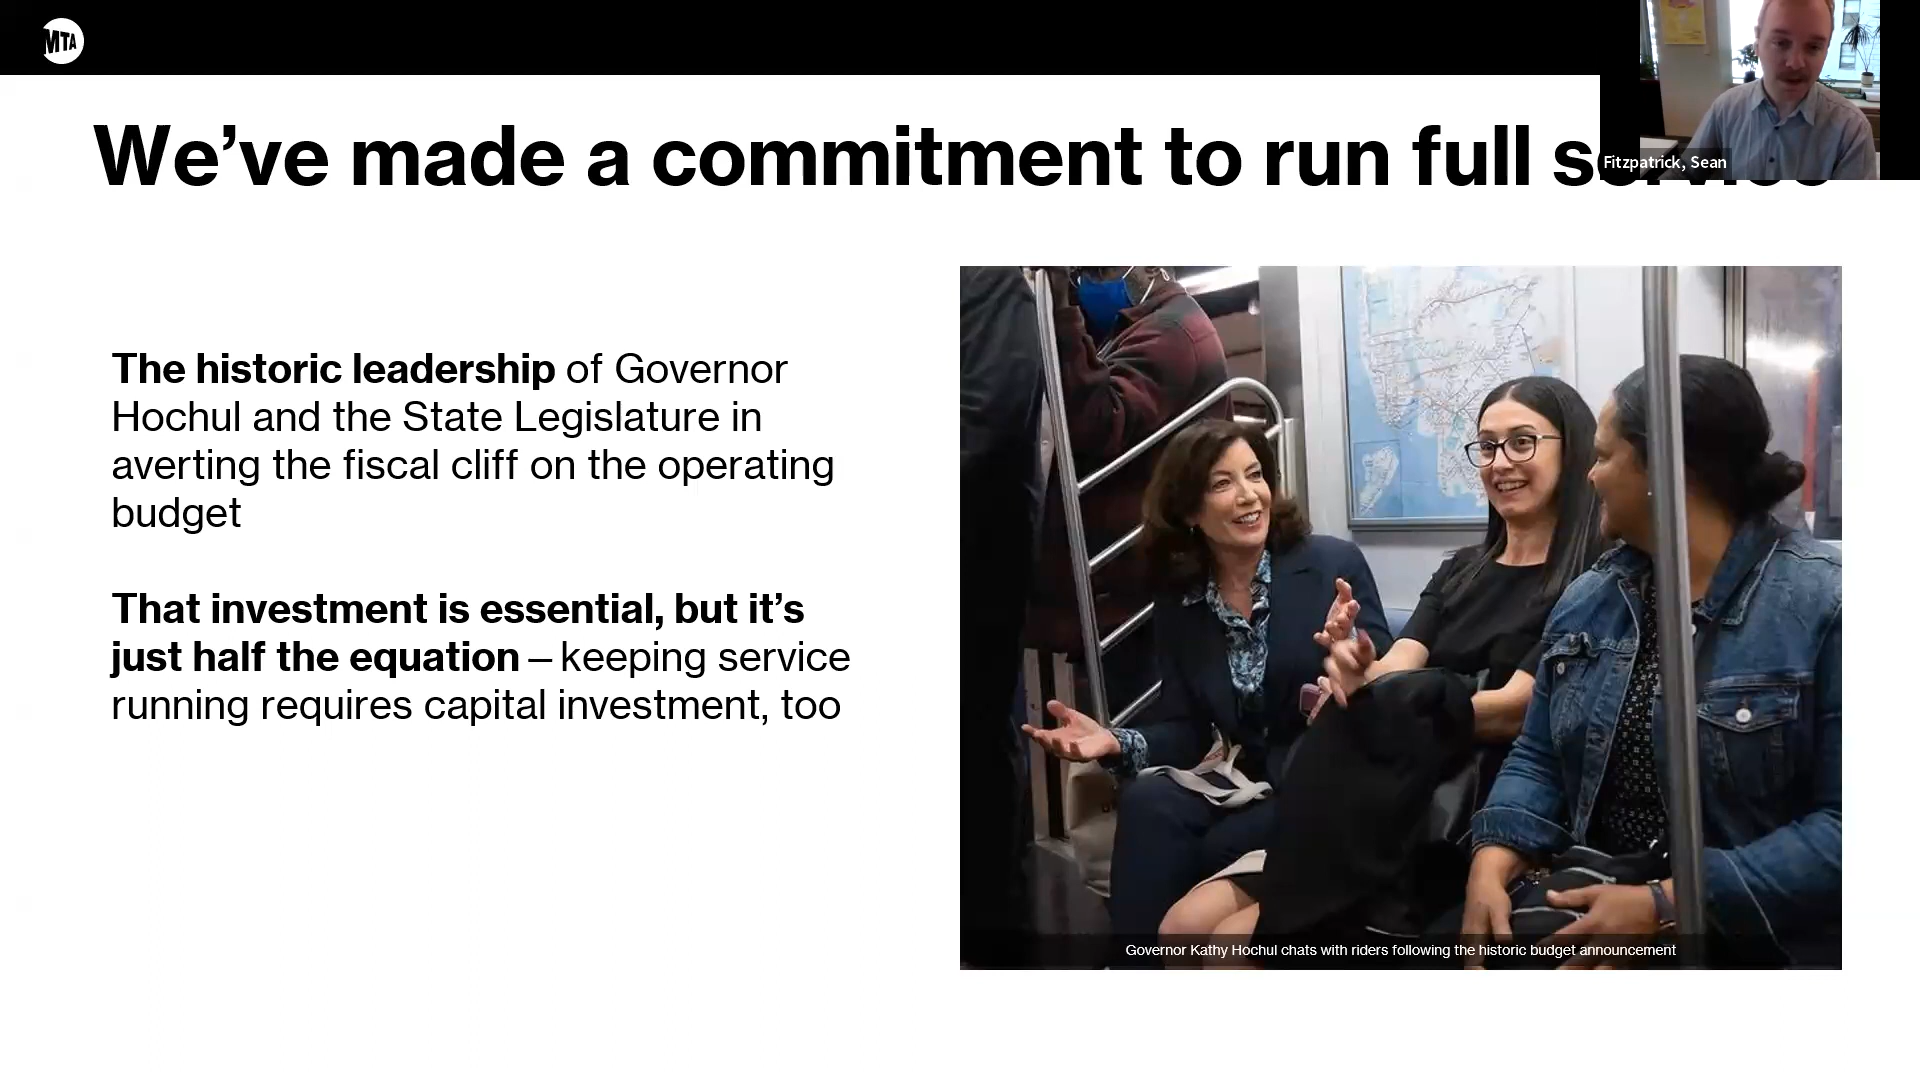 MTA
We’ve made a commitment to run full
Fitzpatrick, Sean
The historic leadership of Governor
Hochul and the State Legislature in
averting the fiscal cliff on the operating
budget
That investment is essential, but it’s
just half the equation – keeping service
running requires capital investment, too
Governor Kathy Hochul chats with riders following the historic budget announcement